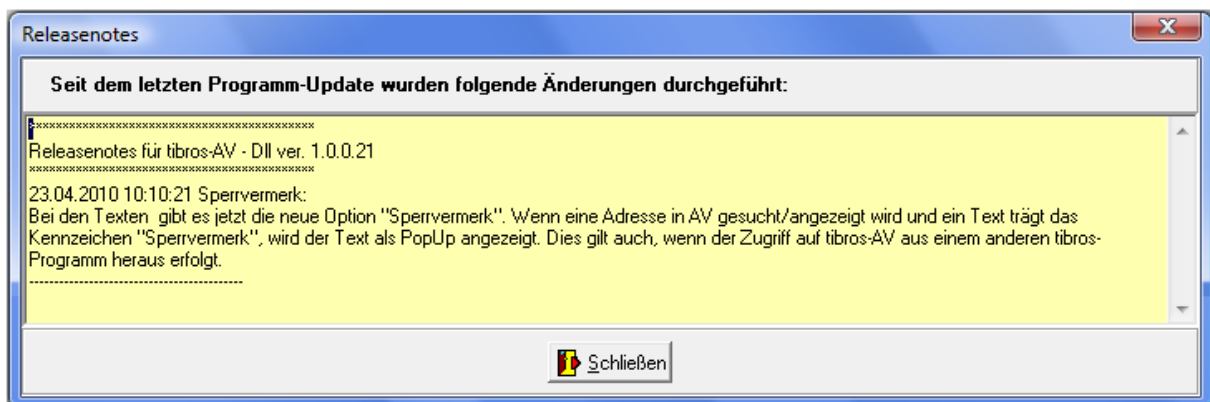 Releasenotes
Seit dem letzten Programm-Update wurden folgende Änderungen durchgeführt:
*******************************************
Releasenotes für tibros-AV - Dll ver. 1.0.0.21
*******************************************
23.04.2010 10:10:21 Sperrvermerk:
Bei den Texten  gibt es jetzt die neue Option "Sperrvermerk". Wenn eine Adresse in AV gesucht/angezeigt wird und ein Text trägt das
Kennzeichen "Sperrvermerk", wird der Text als PopUp angezeigt. Dies gilt auch, wenn der Zugriff auf tibros-AV aus einem anderen tibros-
Programm heraus erfolgt.
-------------------------------------------
Schließen